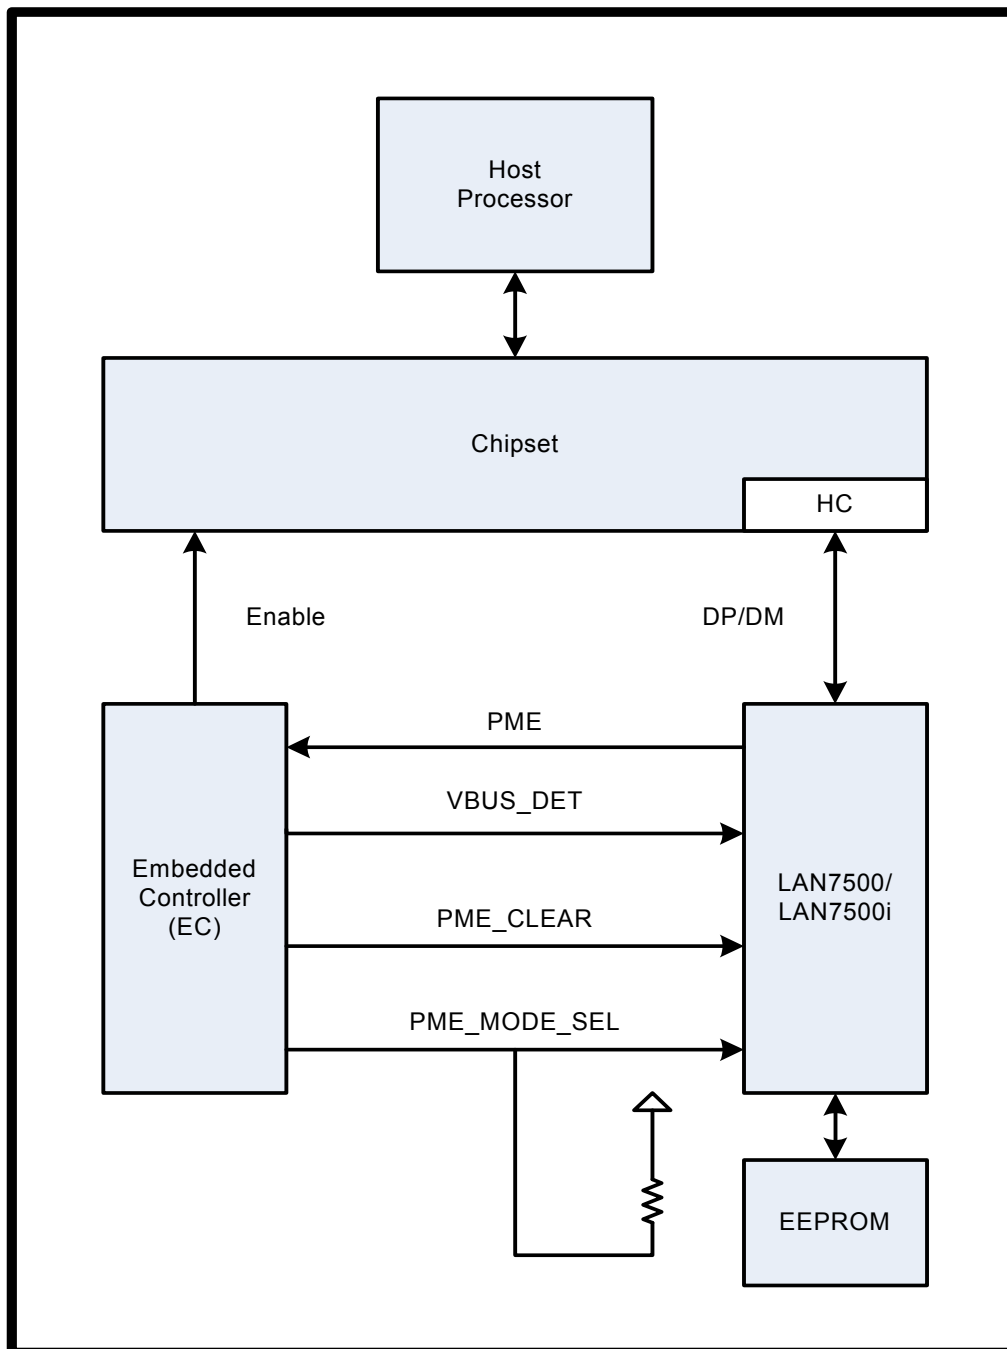 Host
Processor
Chipset
HC
Enable
DP/DM
PME
VBUS_DET
Embedded
Controller
(EC)
LAN7500/
LAN7500i
PME_CLEAR
PME_MODE_SEL
EEPROM